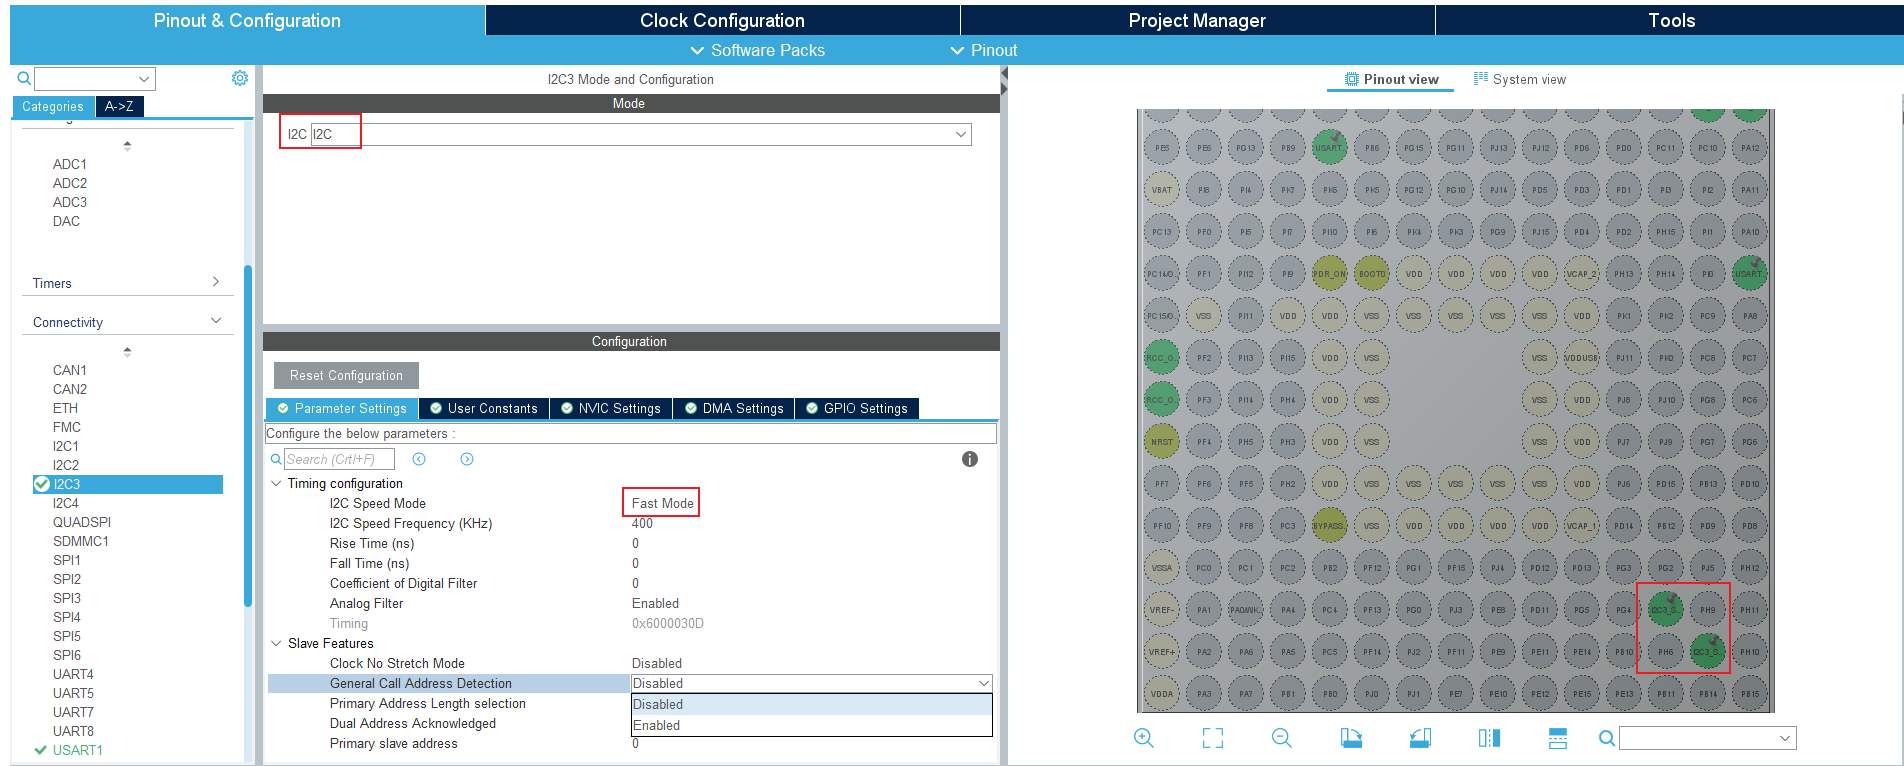 Pinout & Configuration
Clock Configuration
Project Manager
Tools
Software Packs
Pinout
Categories
A->Z
ADC1
ADC2
ADC3
DAC
Timers
Connectivity
CAN1
CAN2
ETH
FMC
I2C1
I2C2
I2C3
I2C4
QUADSPI
SDMMC1
SPI1
SPI2
SPI3
SPI4
SPI5
SPI6
UART4
UART5
UART7
UART8
USART1
I2C3 Mode and Configuration
Mode
I2C I2C
Configuration
Reset Configuration
Parameter Settings
User Constants
NVIC Settings
DMA Settings
GPIO Settings
Configure the below parameters :
Search (Crtl+F)
Timing configuration
I2C Speed Mode Fast Mode
I2C Speed Frequency (KHz) 400
Rise Time (ns) 0
Fall Time (ns) 0
Coefficient of Digital Filter 0
Analog Filter Enabled
Timing 0x6000030D
Slave Features
Clock No Stretch Mode Disabled
General Call Address Detection Disabled
Primary Address Length selection Disabled
Dual Address Acknowledged Enabled
Primary slave address 0
Pinout view
System view
PE5 PE6 PG13 PB9 USART.. PB6 PG15 PG11 PJ13 PJ12 PD6 PD0 PC11 PC10 PA12
VBAT PI8 PI4 PK7 PK6 PK5 PG12 PG10 PJ14 PD5 PD3 PD1 PI3 PI2 PA11
PC13 PF0 PI5 PI7 PI10 PI6 PK4 PK3 PG9 PJ15 PD4 PD2 PH15 PI1 PA10
PC14/O.. PF1 PI12 PI9 PDR_ON BOOT0 VDD VDD VDD VDD VCAP_2 PH13 PH14 PI0 USART..
PC15/O.. VSS PI11 VDD VDD VSS VSS VSS VSS VSS VDD PK1 PK2 PC9 PA8
RCC_O.. PF2 PI13 PI15 VDD VSS VSS VDDUSB PJ11 PK0 PC8 PC7
RCC_O.. PF3 PI14 PH4 VDD VSS VSS VDD PJ8 PJ10 PG8 PC6
NRST PF4 PH5 PH3 VDD VSS VSS VDD PJ7 PJ9 PG7 PG6
PF7 PF6 PF5 PH2 VDD VSS VSS VSS VSS VSS VDD PJ6 PD15 PB13 PD10
PF10 PF9 PF8 PC3 BYPASS.. VSS VDD VDD VDD VDD VCAP_1 PD14 PB12 PD9 PD8
VSSA PC0 PC1 PC2 PB2 PF12 PG1 PF15 PJ4 PD12 PD13 PG3 PG2 PJ5 PH12
VREF- PA1 PA0/WK.. PA4 PC4 PF13 PG0 PJ3 PE8 PD11 PG5 PG4 I2C3_S.. PH9 PH11
VREF+ PA2 PA6 PA5 PC5 PF14 PJ2 PF11 PE9 PE11 PE14 PB10 PH6 I2C3_S.. PH10
VDDA PA3 PA7 PB1 PB0 PJ0 PJ1 PE7 PE10 PE12 PE15 PE13 PB11 PB14 PB15